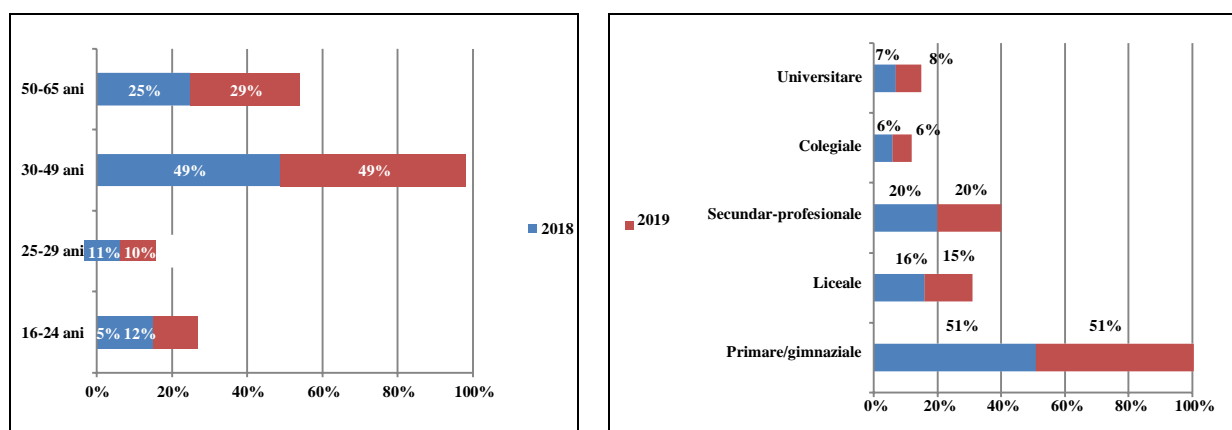 50-65 ani
25% 29%
30-49 ani
49% 49%
25-29 ani
11% 10%
16-24 ani
5% 12%
0% 20% 40% 60% 80% 100%
2018
2019
7% 8%
Universitare
6% 6%
Colegiale
20% 20%
Secundar-profesionale
16% 15%
Liceale
51% 51%
Primare/gimnaziale
0% 20% 40% 60% 80% 100%